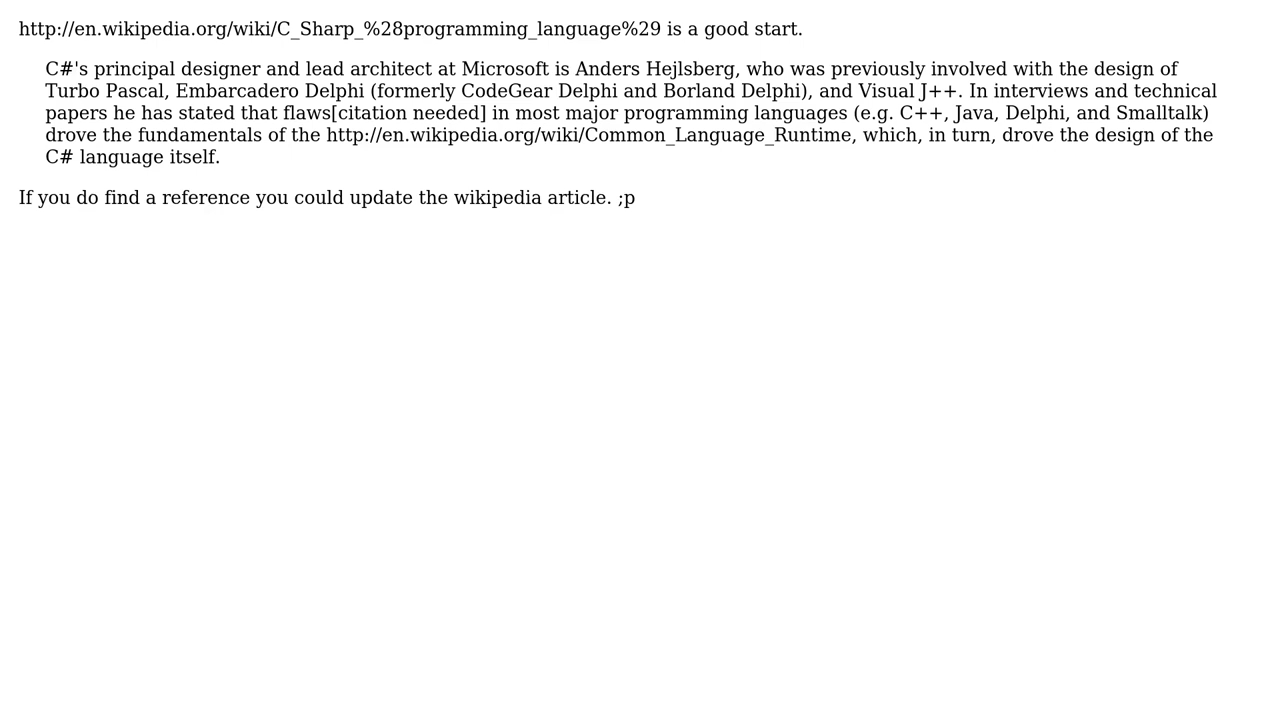 http://en.wikipedia.org/wiki/C_Sharp_%28programming_language%29 is a good start.
C#'s principal designer and lead architect at Microsoft is Anders Hejlsberg, who was previously involved with the design of
Turbo Pascal, Embarcadero Delphi (formerly CodeGear Delphi and Borland Delphi), and Visual J++. In interviews and technical
papers he has stated that flaws[citation needed] in most major programming languages (e.g. C++, Java, Delphi, and Smalltalk)
drove the fundamentals of the http://en.wikipedia.org/wiki/Common_Language_Runtime, which, in turn, drove the design of the
C# language itself.
If you do find a reference you could update the wikipedia article. ;p